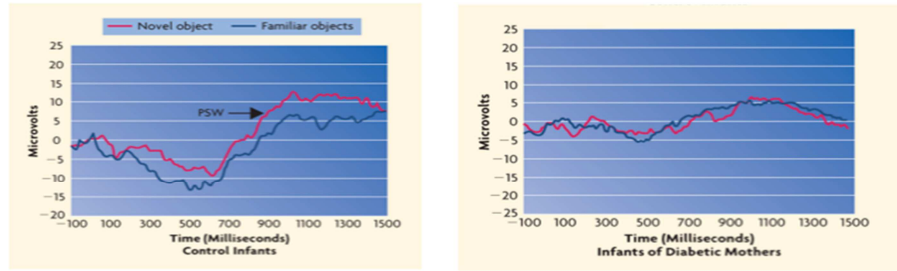 Novel object Familiar objects
25
20
15
10
5
0
−5
−10
−15
−20
Microvolts
PSW
−100 100 300 500 700 900 1100 1300 1500
Time (Milliseconds)
Control Infants
25
20
15
10
5
0
−5
−10
−15
−20
−25
Microvolts
−100 100 300 500 700 900 1100 1300 1500
Time (Milliseconds)
Infants of Diabetic Mothers